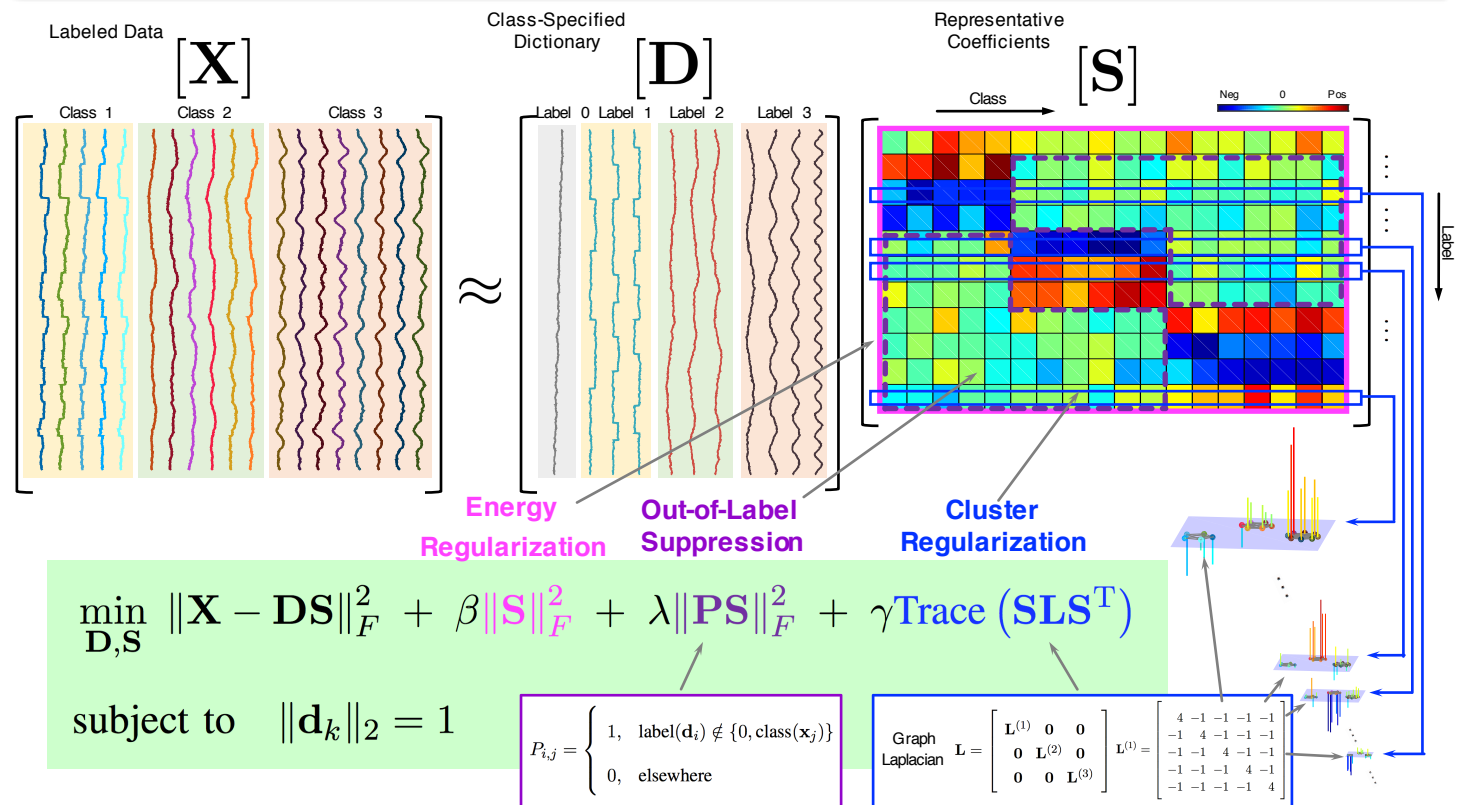 Labeled Data
[X]
Class-Specified
Dictionary
[D]
Representative
Coefficients
[S]
Class
Neg 0 Pos
Class 1 Class 2 Class 3
Label 0 Label 1 Label 2 Label 3
≈
Label
Energy
Regularization
Out-of-Label
Suppression
Cluster
Regularization
min ‖X − DS‖²_F + β‖S‖²_F + λ‖PS‖²_F + γTrace (SLSᵀ)
D,S
subject to ‖d_k‖₂ = 1
P_{i,j} = { 1, label(d_i) ∉ {0, class(x_j)}
0, elsewhere
Graph
Laplacian
L = [ L⁽¹⁾ 0 0
0 L⁽²⁾ 0
0 0 L⁽³⁾ ]
L⁽¹⁾ = [ 4 −1 −1 −1 −1
−1 4 −1 −1 −1
−1 −1 4 −1 −1
−1 −1 −1 4 −1
−1 −1 −1 −1 4 ]